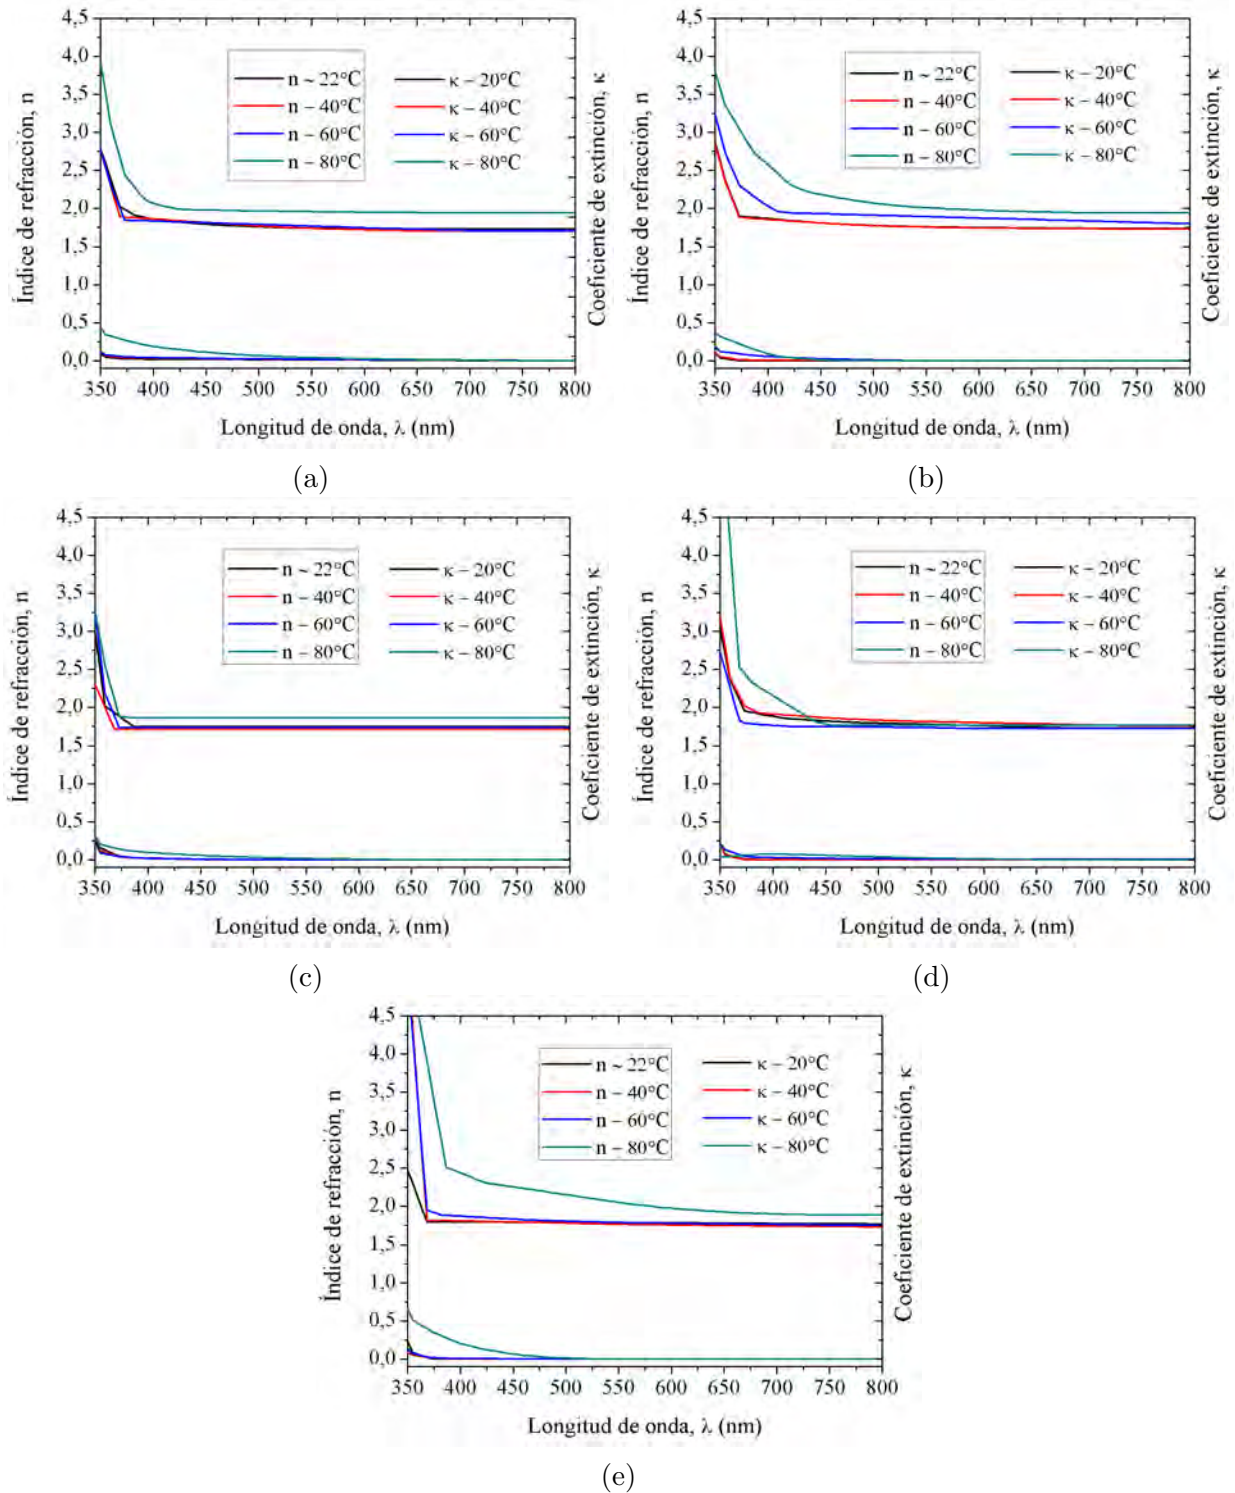 4,5
4,0
3,5
3,0
2,5
2,0
1,5
1,0
0,5
0,0
Índice de refracción, n
n ~ 22°C
n – 40°C
n – 60°C
n – 80°C
κ – 20°C
κ – 40°C
κ – 60°C
κ – 80°C
Coeficiente de extinción, κ
350 400 450 500 550 600 650 700 750 800
Longitud de onda, λ (nm)
(a)
4,5
4,0
3,5
3,0
2,5
2,0
1,5
1,0
0,5
0,0
Índice de refracción, n
n ~ 22°C
n – 40°C
n – 60°C
n – 80°C
κ – 20°C
κ – 40°C
κ – 60°C
κ – 80°C
Coeficiente de extinción, κ
350 400 450 500 550 600 650 700 750 800
Longitud de onda, λ (nm)
(b)
4,5
4,0
3,5
3,0
2,5
2,0
1,5
1,0
0,5
0,0
Índice de refracción, n
n ~ 22°C
n – 40°C
n – 60°C
n – 80°C
κ – 20°C
κ – 40°C
κ – 60°C
κ – 80°C
Coeficiente de extinción, κ
350 400 450 500 550 600 650 700 750 800
Longitud de onda, λ (nm)
(c)
4,5
4,0
3,5
3,0
2,5
2,0
1,5
1,0
0,5
0,0
Índice de refracción, n
n ~ 22°C
n – 40°C
n – 60°C
n – 80°C
κ – 20°C
κ – 40°C
κ – 60°C
κ – 80°C
Coeficiente de extinción, κ
350 400 450 500 550 600 650 700 750 800
Longitud de onda, λ (nm)
(d)
4,5
4,0
3,5
3,0
2,5
2,0
1,5
1,0
0,5
0,0
Índice de refracción, n
n ~ 22°C
n – 40°C
n – 60°C
n – 80°C
κ – 20°C
κ – 40°C
κ – 60°C
κ – 80°C
Coeficiente de extinción, κ
350 400 450 500 550 600 650 700 750 800
Longitud de onda, λ (nm)
(e)